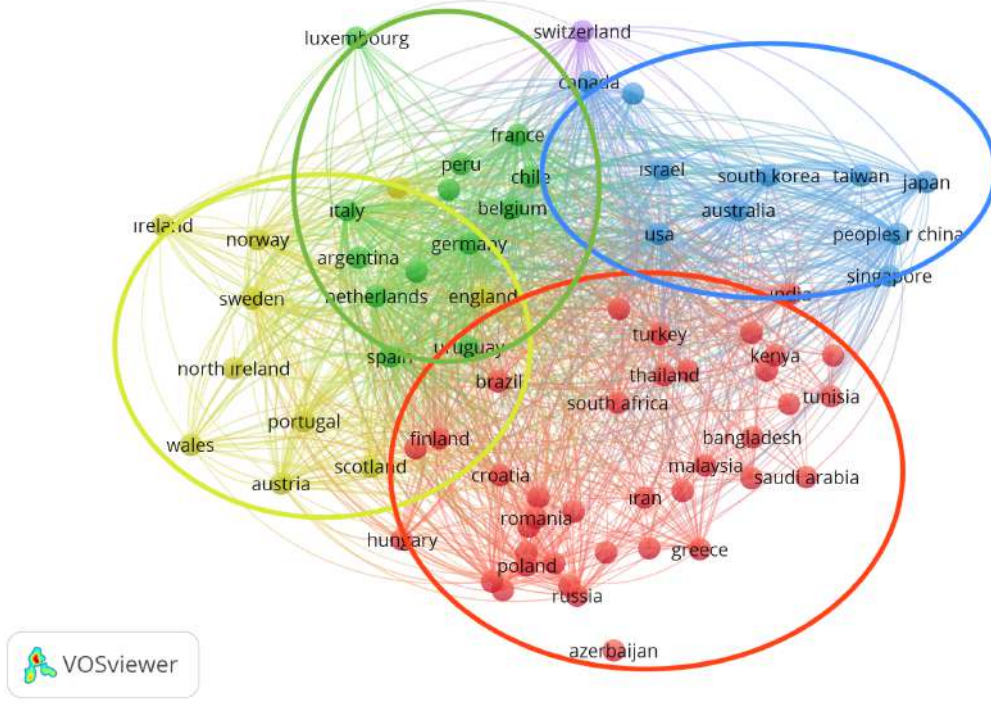 luxembourg
switzerland
canada
france
peru
chile
israel
south korea
taiwan
japan
italy
belgium
australia
ireland
norway
germany
usa
peoples r china
argentina
singapore
sweden
netherlands
england
india
turkey
uruguay
spain
kenya
north ireland
brazil
thailand
south africa
tunisia
portugal
finland
bangladesh
wales
scotland
croatia
malaysia
saudi arabia
austria
iran
romania
hungary
greece
poland
russia
azerbaijan
VOSviewer